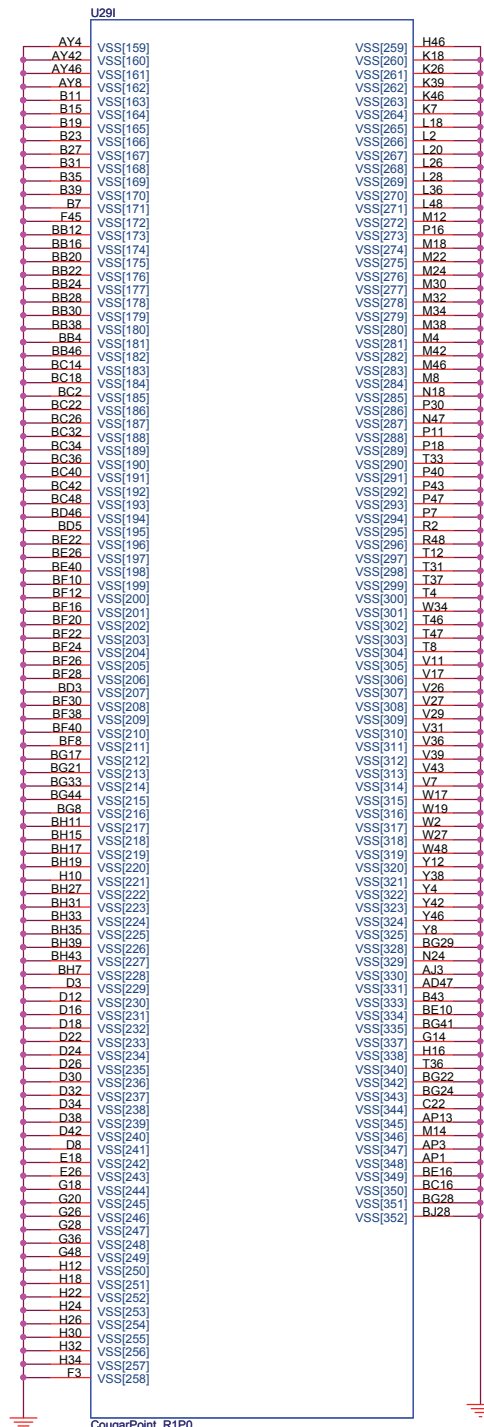 U29I
AY4 VSS[159] VSS[259] H46
AY42 VSS[160] VSS[260] K18
AY46 VSS[161] VSS[261] K26
AY8 VSS[162] VSS[262] K39
B11 VSS[163] VSS[263] K46
B15 VSS[164] VSS[264] K7
B19 VSS[165] VSS[265] L18
B23 VSS[166] VSS[266] L2
B27 VSS[167] VSS[267] L20
B31 VSS[168] VSS[268] L26
B35 VSS[169] VSS[269] L28
B39 VSS[170] VSS[270] L36
B7 VSS[171] VSS[271] L48
F45 VSS[172] VSS[272] M12
BB12 VSS[173] VSS[273] P16
BB16 VSS[174] VSS[274] M18
BB20 VSS[175] VSS[275] M22
BB22 VSS[176] VSS[276] M24
BB24 VSS[177] VSS[277] M30
BB28 VSS[178] VSS[278] M32
BB30 VSS[179] VSS[279] M34
BB38 VSS[180] VSS[280] M38
BB4 VSS[181] VSS[281] M4
BB46 VSS[182] VSS[282] M42
BC14 VSS[183] VSS[283] M46
BC18 VSS[184] VSS[284] M8
BC2 VSS[185] VSS[285] N18
BC22 VSS[186] VSS[286] P30
BC26 VSS[187] VSS[287] N47
BC32 VSS[188] VSS[288] P11
BC34 VSS[189] VSS[289] P18
BC36 VSS[190] VSS[290] T33
BC40 VSS[191] VSS[291] P40
BC42 VSS[192] VSS[292] P43
BC48 VSS[193] VSS[293] P47
BD46 VSS[194] VSS[294] P7
BD5 VSS[195] VSS[295] R2
BE22 VSS[196] VSS[296] R48
BE26 VSS[197] VSS[297] T12
BE40 VSS[198] VSS[298] T31
BF10 VSS[199] VSS[299] T37
BF12 VSS[200] VSS[300] T4
BF16 VSS[201] VSS[301] W34
BF20 VSS[202] VSS[302] T46
BF22 VSS[203] VSS[303] T47
BF24 VSS[204] VSS[304] T8
BF26 VSS[205] VSS[305] V11
BF28 VSS[206] VSS[306] V17
BD3 VSS[207] VSS[307] V26
BF30 VSS[208] VSS[308] V27
BF38 VSS[209] VSS[309] V29
BF40 VSS[210] VSS[310] V31
BF8 VSS[211] VSS[311] V36
BG17 VSS[212] VSS[312] V39
BG21 VSS[213] VSS[313] V43
BG33 VSS[214] VSS[314] V7
BG44 VSS[215] VSS[315] W17
BG8 VSS[216] VSS[316] W19
BH11 VSS[217] VSS[317] W2
BH15 VSS[218] VSS[318] W27
BH17 VSS[219] VSS[319] W48
BH19 VSS[220] VSS[320] Y12
H10 VSS[221] VSS[321] Y38
BH27 VSS[222] VSS[322] Y4
BH31 VSS[223] VSS[323] Y42
BH33 VSS[224] VSS[324] Y46
BH35 VSS[225] VSS[325] Y8
BH39 VSS[226] VSS[328] BG29
BH43 VSS[227] VSS[329] N24
BH7 VSS[228] VSS[330] AJ3
D3 VSS[229] VSS[331] AD47
D12 VSS[230] VSS[333] B43
D16 VSS[231] VSS[334] BE10
D18 VSS[232] VSS[335] BG41
D22 VSS[233] VSS[337] G14
D24 VSS[234] VSS[338] H16
D26 VSS[235] VSS[340] T36
D30 VSS[236] VSS[342] BG22
D32 VSS[237] VSS[343] BG24
D34 VSS[238] VSS[344] C22
D38 VSS[239] VSS[345] AP13
D42 VSS[240] VSS[346] M14
D8 VSS[241] VSS[347] AP3
E18 VSS[242] VSS[348] AP1
E26 VSS[243] VSS[349] BE16
G18 VSS[244] VSS[350] BC16
G20 VSS[245] VSS[351] BG28
G26 VSS[246] VSS[352] BJ28
G28 VSS[247]
G36 VSS[248]
G48 VSS[249]
H12 VSS[250]
H18 VSS[251]
H22 VSS[252]
H24 VSS[253]
H26 VSS[254]
H30 VSS[255]
H32 VSS[256]
H34 VSS[257]
F3 VSS[258]
CougarPoint_R1P0